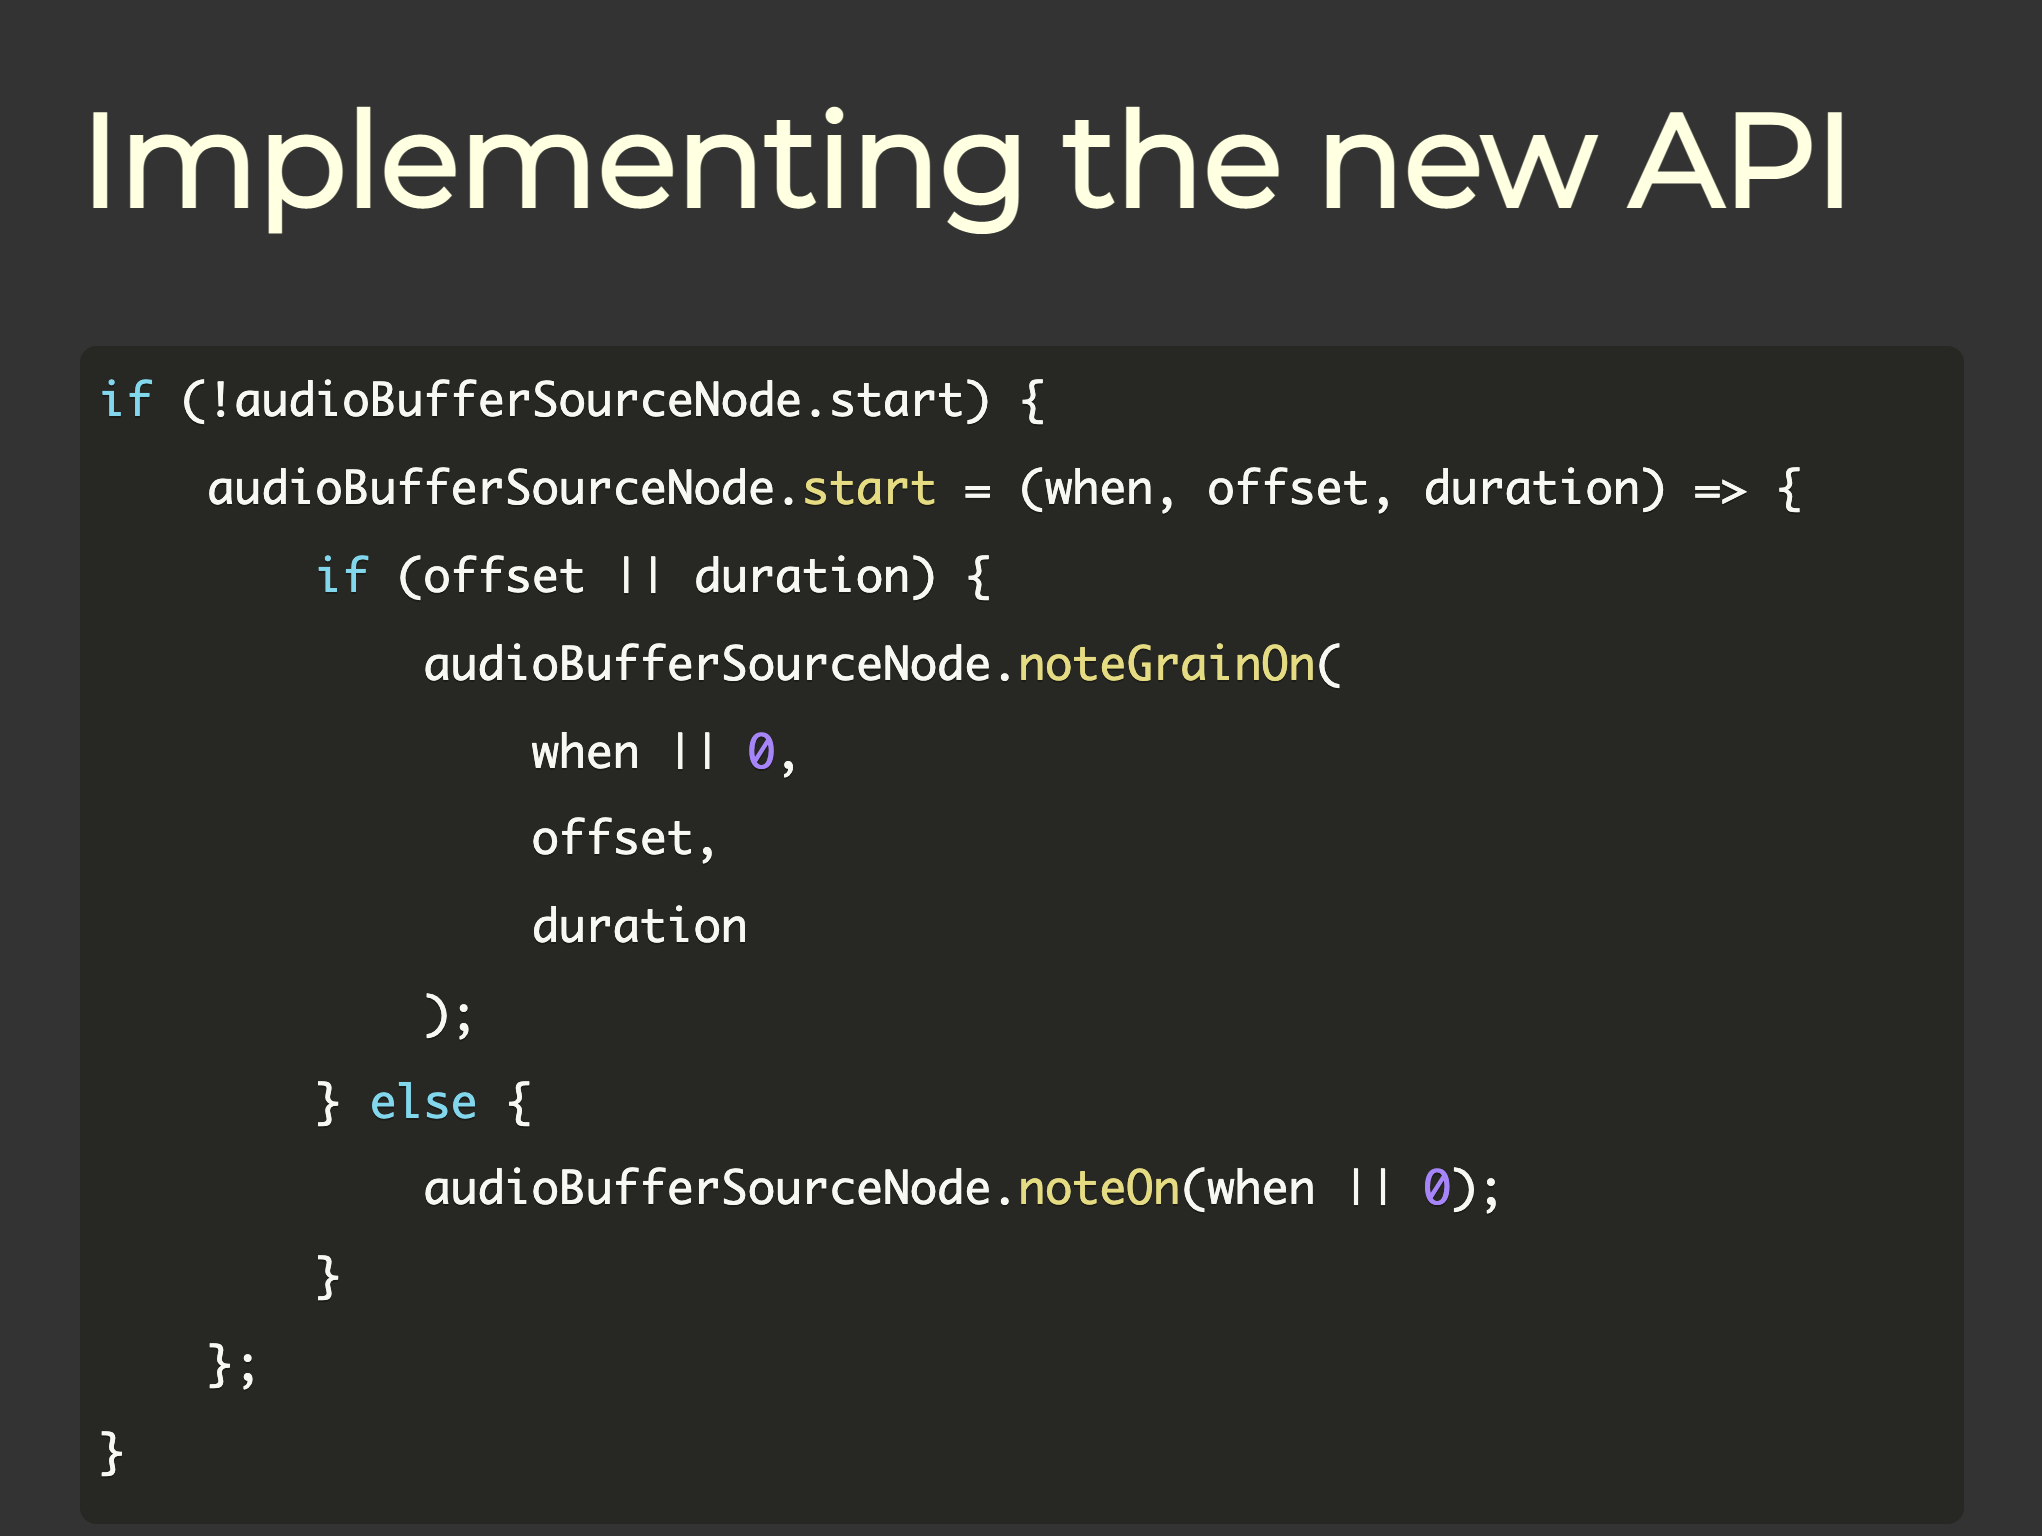 Implementing the new API
if (!audioBufferSourceNode.start) {
    audioBufferSourceNode.start = (when, offset, duration) => {
        if (offset || duration) {
            audioBufferSourceNode.noteGrainOn(
                when || 0,
                offset,
                duration
            );
        } else {
            audioBufferSourceNode.noteOn(when || 0);
        }
    };
}